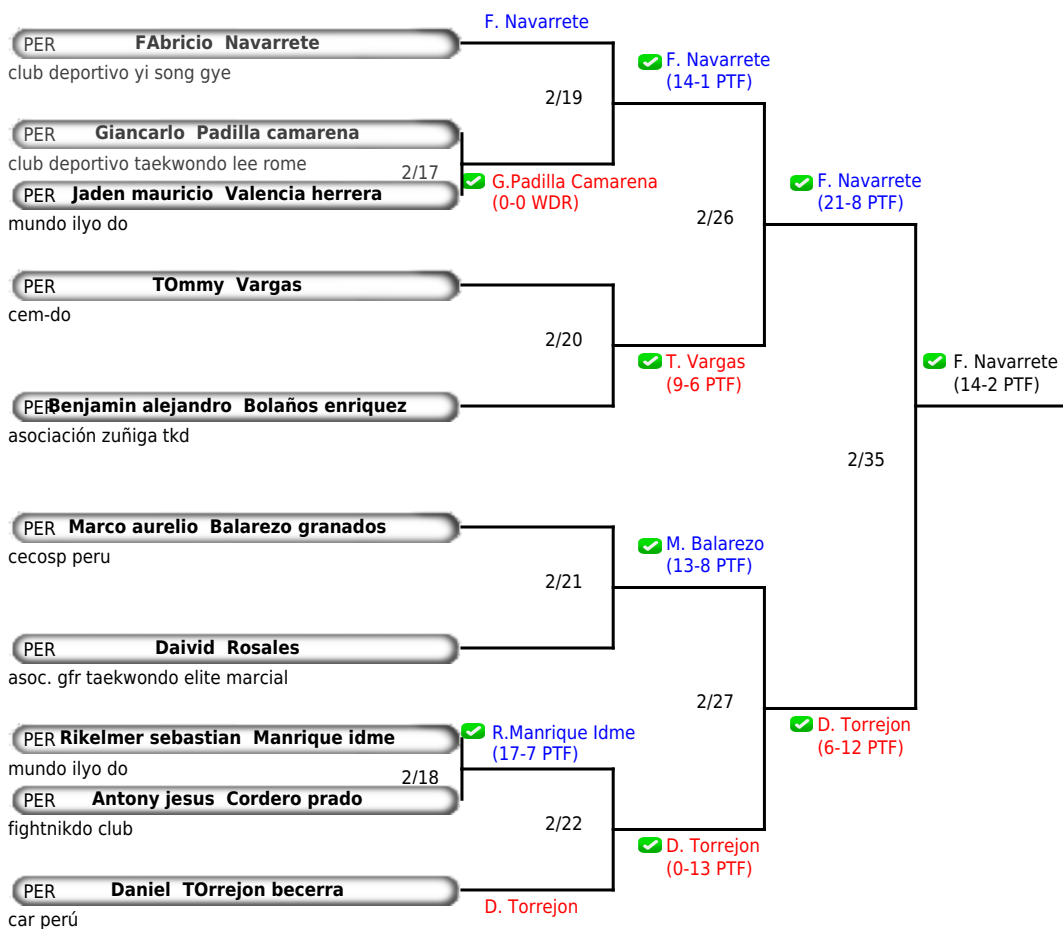 F. Navarrete
PER FAbricio Navarrete
club deportivo yi song gye
F. Navarrete
(14-1 PTF)
2/19
PER Giancarlo Padilla camarena
club deportivo taekwondo lee rome
2/17
G.Padilla Camarena
(0-0 WDR)
PER Jaden mauricio Valencia herrera
mundo ilyo do
F. Navarrete
(21-8 PTF)
2/26
PER TOmmy Vargas
cem-do
2/20
T. Vargas
(9-6 PTF)
F. Navarrete
(14-2 PTF)
PER Benjamin alejandro Bolaños enriquez
asociación zuñiga tkd
2/35
PER Marco aurelio Balarezo granados
cecosp peru
M. Balarezo
(13-8 PTF)
2/21
PER Daivid Rosales
asoc. gfr taekwondo elite marcial
2/27
D. Torrejon
(6-12 PTF)
PER Rikelmer sebastian Manrique idme
mundo ilyo do
R.Manrique Idme
(17-7 PTF)
2/18
PER Antony jesus Cordero prado
fightnikdo club
2/22
D. Torrejon
(0-13 PTF)
PER Daniel TOrrejon becerra
car perú
D. Torrejon